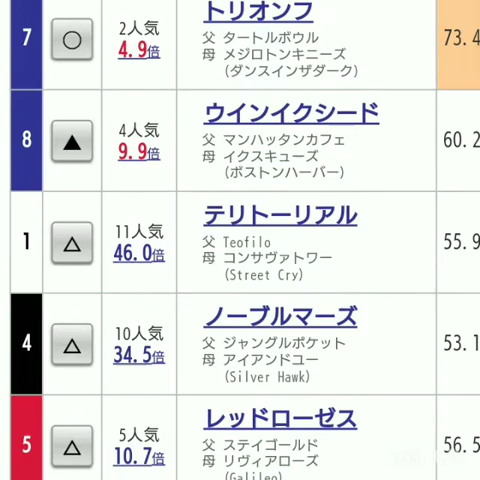 7 ○ 2人気 4.9倍 トリオンフ 73.4
父 タートルボウル
母 メジロトンキニーズ
(ダンスインザダーク)
8 ▲ 4人気 9.9倍 ウインイクシード 60.2
父 マンハッタンカフェ
母 イクスキューズ
(ボストンハーバー)
1 △ 11人気 46.0倍 テリトーリアル 55.9
父 Teofilo
母 コンサヴァトワー
(Street Cry)
4 △ 10人気 34.5倍 ノーブルマーズ 53.1
父 ジャングルポケット
母 アイアンドユー
(Silver Hawk)
5 △ 5人気 10.7倍 レッドローゼス 56.5
父 ステイゴールド
母 リヴィアローズ
(Galileo)